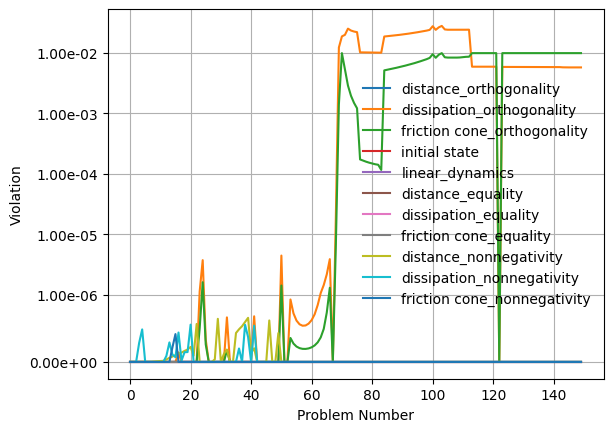 1.00e-02
1.00e-03
1.00e-04
1.00e-05
1.00e-06
0.00e+00
Violation
distance_orthogonality
dissipation_orthogonality
friction cone_orthogonality
initial state
linear_dynamics
distance_equality
dissipation_equality
friction cone_equality
distance_nonnegativity
dissipation_nonnegativity
friction cone_nonnegativity
0 20 40 60 80 100 120 140
Problem Number